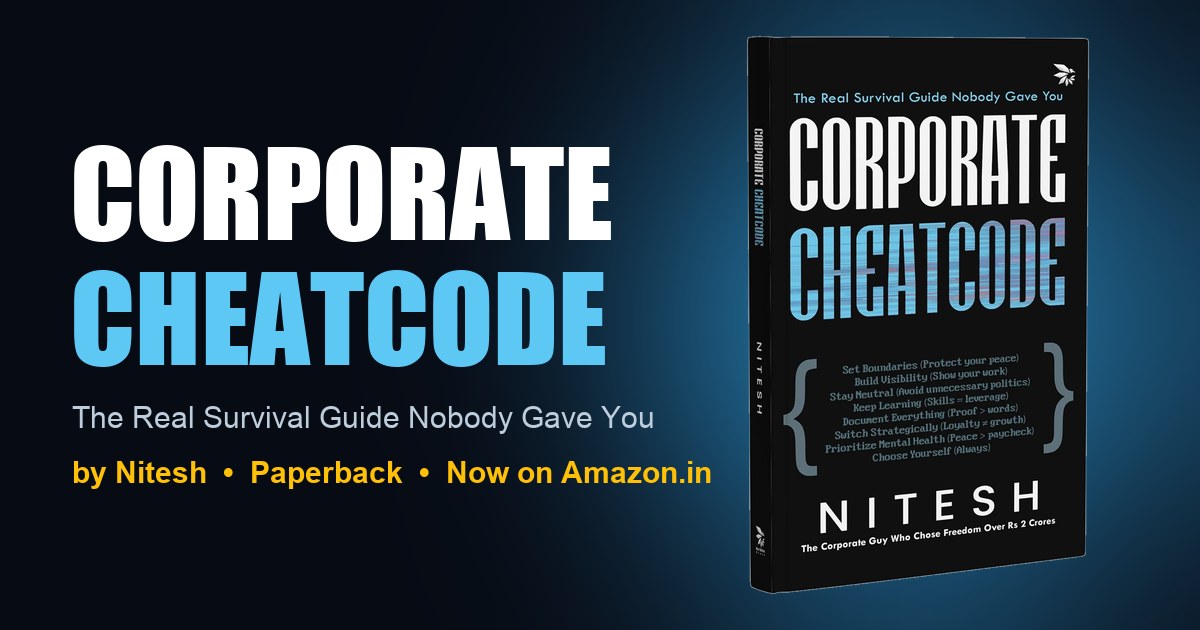 CORPORATE
CHEATCODE
The Real Survival Guide Nobody Gave You
by Nitesh • Paperback • Now on Amazon.in
CORPORATE CHEATCODE
NITESH
The Real Survival Guide Nobody Gave You
CORPORATE
CHEATCODE
{
Set Boundaries (Protect your peace)
Build Visibility (Show your work)
Stay Neutral (Avoid unnecessary politics)
Keep Learning (Skills = leverage)
Document Everything (Proof > words)
Switch Strategically (Loyalty ≠ growth)
Prioritize Mental Health (Peace > paycheck)
Choose Yourself (Always)
}
NITESH
The Corporate Guy Who Chose Freedom Over Rs 2 Crores